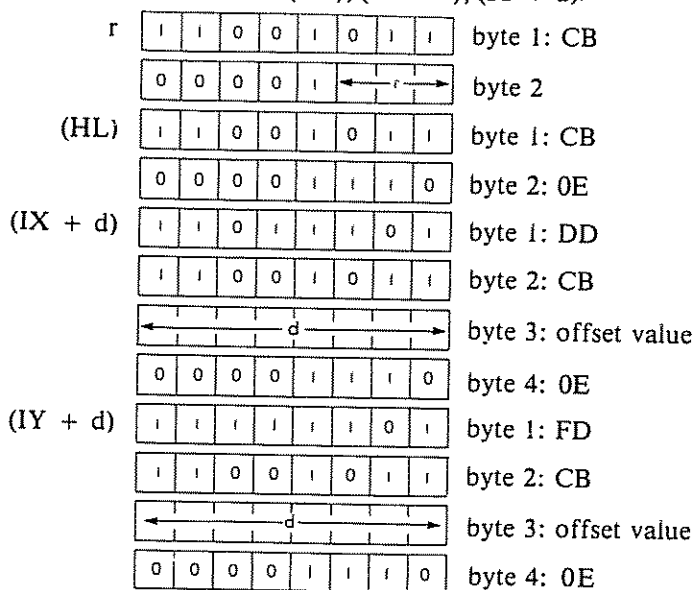 r 1 1 0 0 1 0 1 1 byte 1: CB
0 0 0 0 1 r byte 2
(HL) 1 1 0 0 1 0 1 1 byte 1: CB
0 0 0 0 1 1 1 0 byte 2: 0E
(IX + d) 1 1 0 1 1 1 0 1 byte 1: DD
1 1 0 0 1 0 1 1 byte 2: CB
d byte 3: offset value
0 0 0 0 1 1 1 0 byte 4: 0E
(IY + d) 1 1 1 1 1 1 0 1 byte 1: FD
1 1 0 0 1 0 1 1 byte 2: CB
d byte 3: offset value
0 0 0 0 1 1 1 0 byte 4: 0E